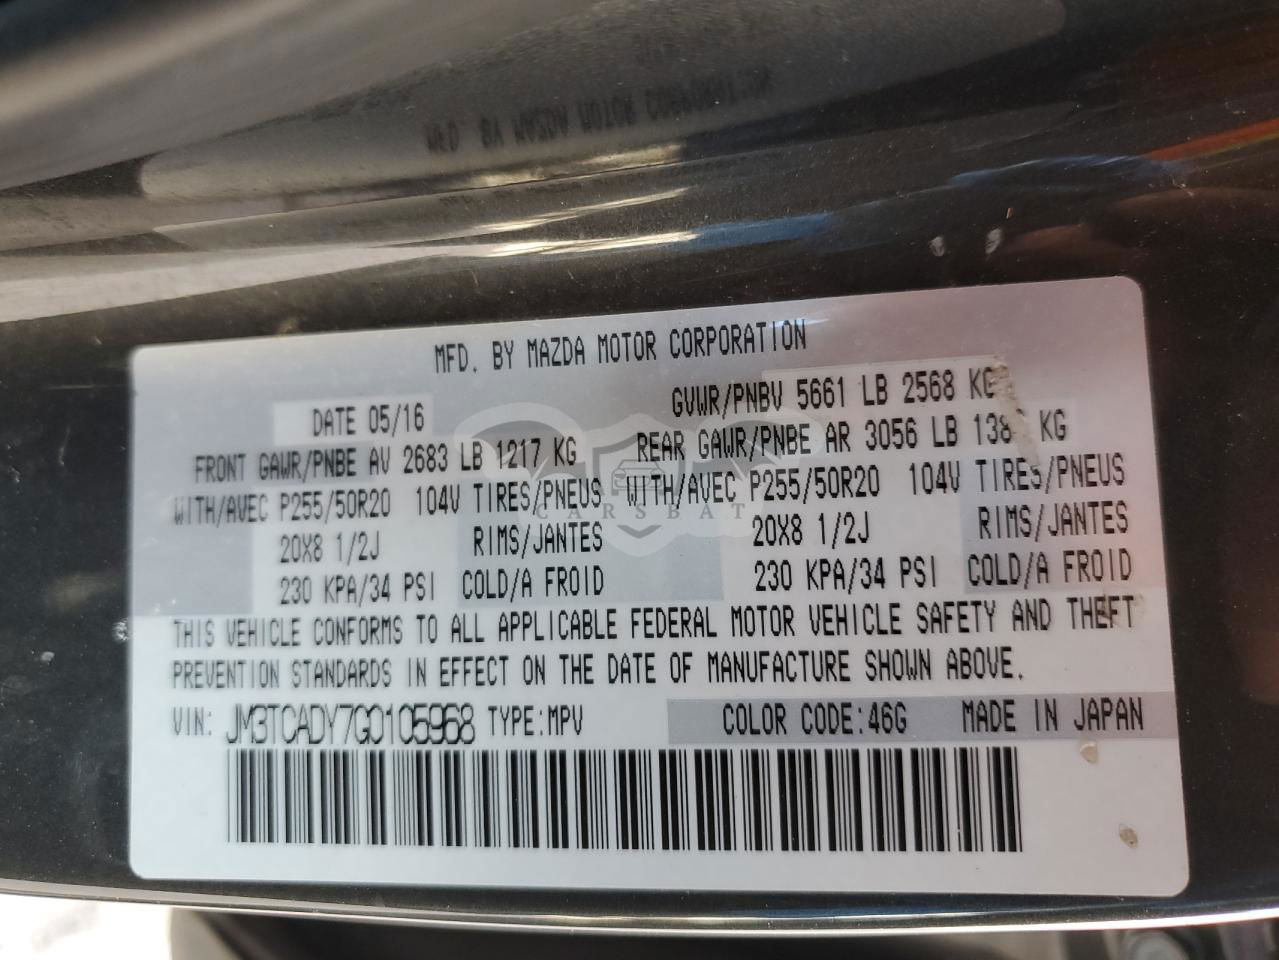 MFD. BY MAZDA MOTOR CORPORATION
DATE 05/16 GVWR/PNBV 5661 LB 2568 KG
FRONT GAWR/PNBE AV 2683 LB 1217 KG REAR GAWR/PNBE AR 3056 LB KG
WITH/AVEC P255/50R20 104V TIRES/PNEUS WITH/AVEC P255/50R20 104V TIRES/PNEUS
20X8 1/2J RIMS/JANTES 20X8 1/2J RIMS/JANTES
230 KPA/34 PSI COLD/A FROID 230 KPA/34 PSI COLD/A FROID
THIS VEHICLE CONFORMS TO ALL APPLICABLE FEDERAL MOTOR VEHICLE SAFETY AND THEFT
PREVENTION STANDARDS IN EFFECT ON THE DATE OF MANUFACTURE SHOWN ABOVE.
VIN: JM3TCADY7G0105968 TYPE:MPV COLOR CODE:46G MADE IN JAPAN
CARSBAT